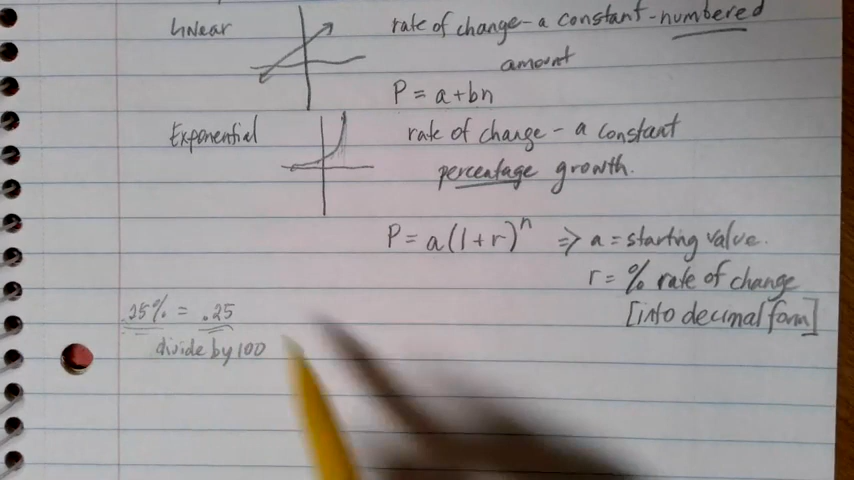 Linear rate of change - a constant - numbered
amount
P = a + bn
Exponential rate of change - a constant
percentage growth.
P = a(1+r)^n ⇒ a = starting value.
r = % rate of change
[into decimal form]
.25% = .25
divide by 100